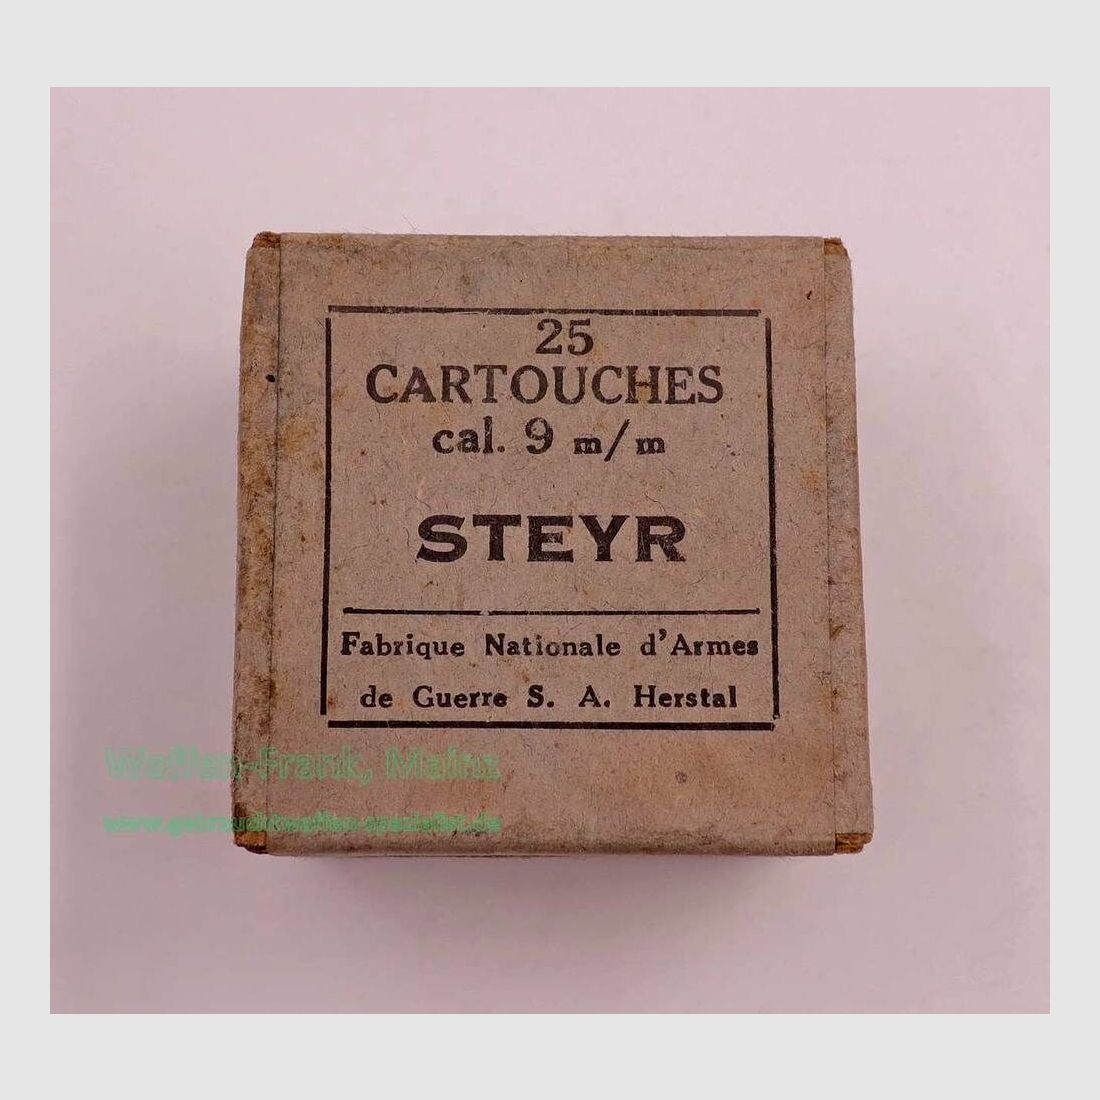 25
CARTOUCHES
cal. 9 m/m
STEYR
Fabrique Nationale d'Armes
de Guerre S. A. Herstal
Waffen-Frank, Mainz
www.gebrauchtwaffen-spezialist.de